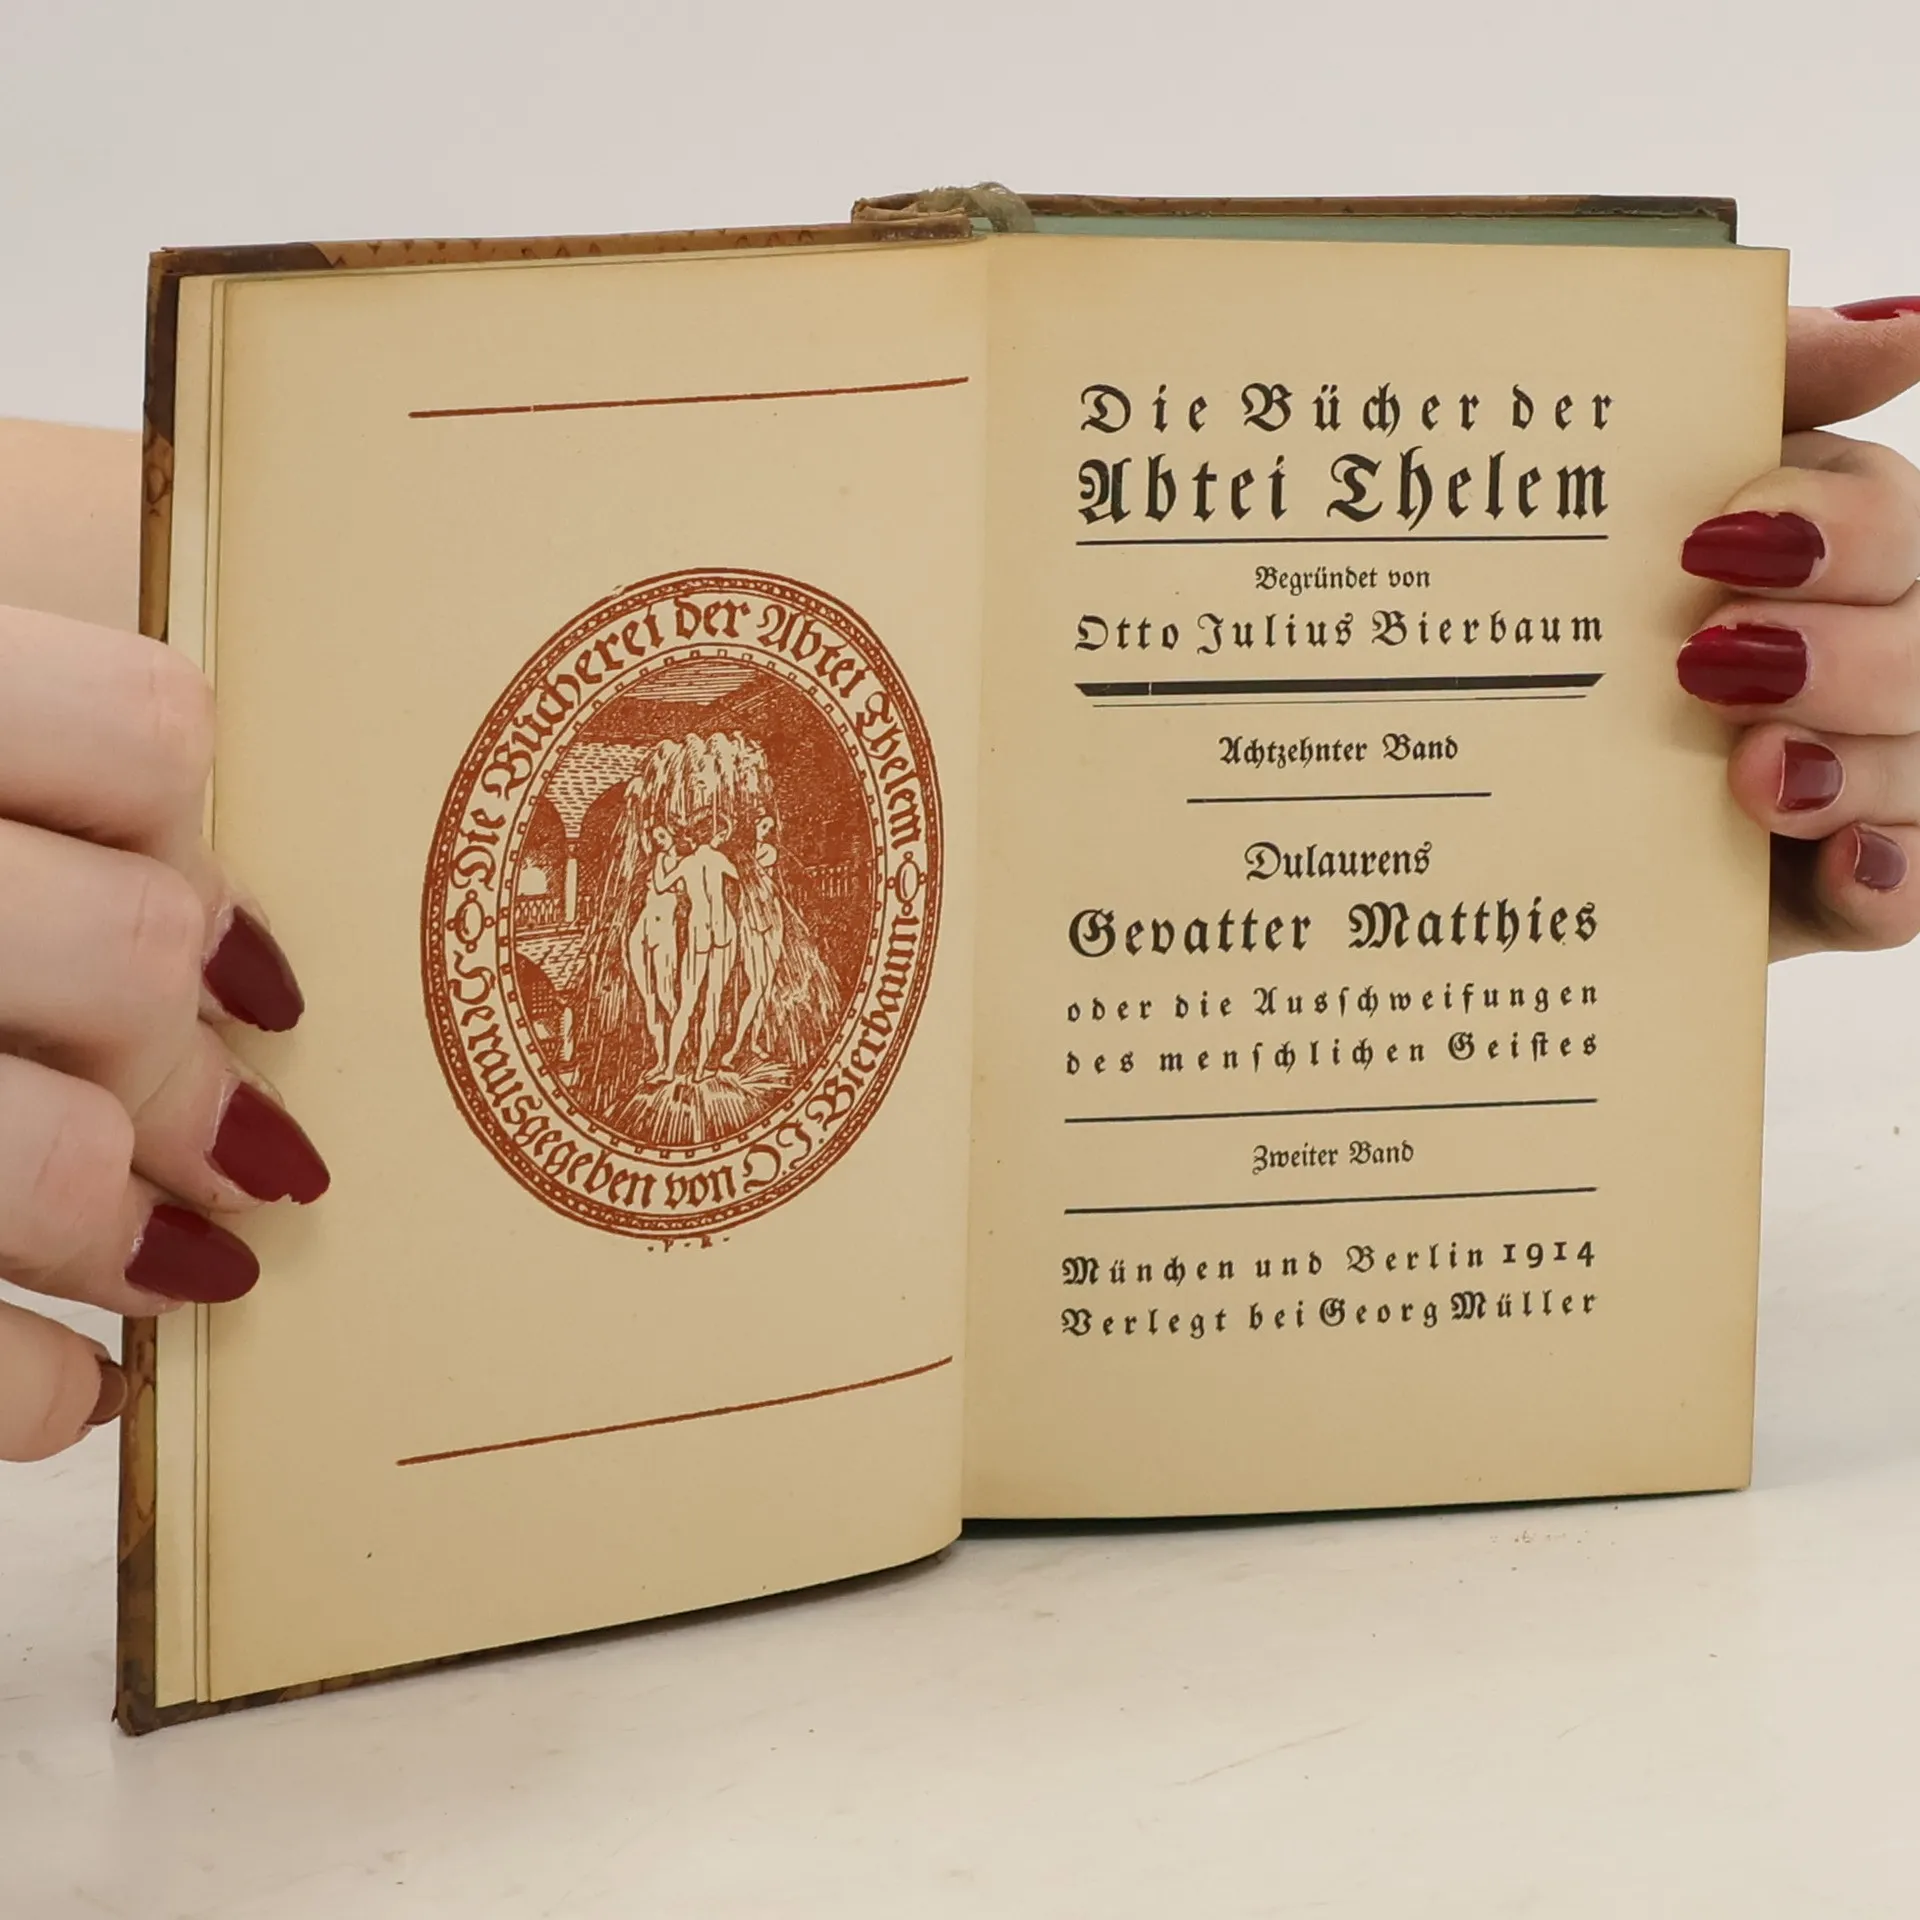 Die Bücherei der Abtei Thelem
Herausgegeben von O. J. Bierbaum
· P · R ·
Die Bücher der
Abtei Thelem
Begründet von
Otto Julius Bierbaum
Achtzehnter Band
Dulaurens
Gevatter Matthies
oder die Ausſchweifungen
des menſchlichen Geiſtes
Zweiter Band
München und Berlin 1914
Verlegt bei Georg Müller